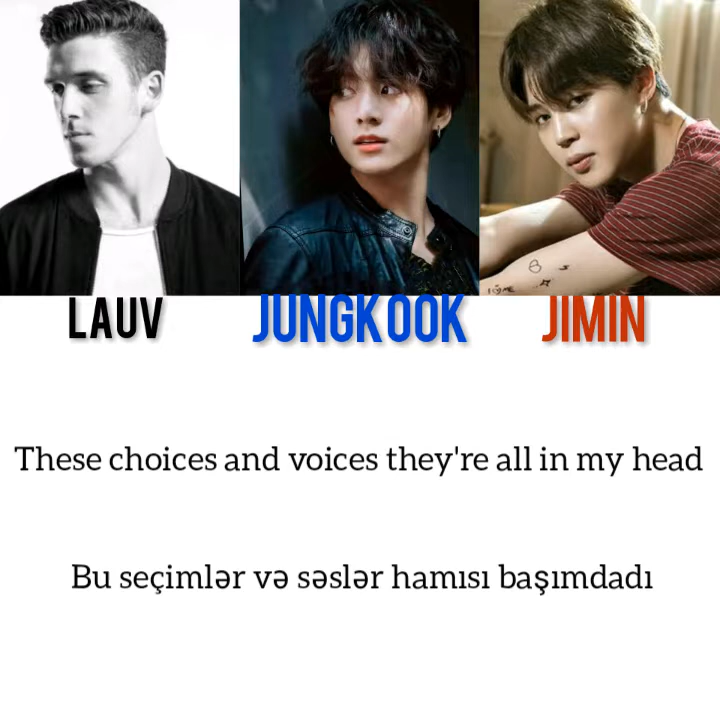 I ME
LAUV JUNGKOOK JIMIN
These choices and voices they're all in my head
Bu seçimlər və səslər hamısı başımdadı